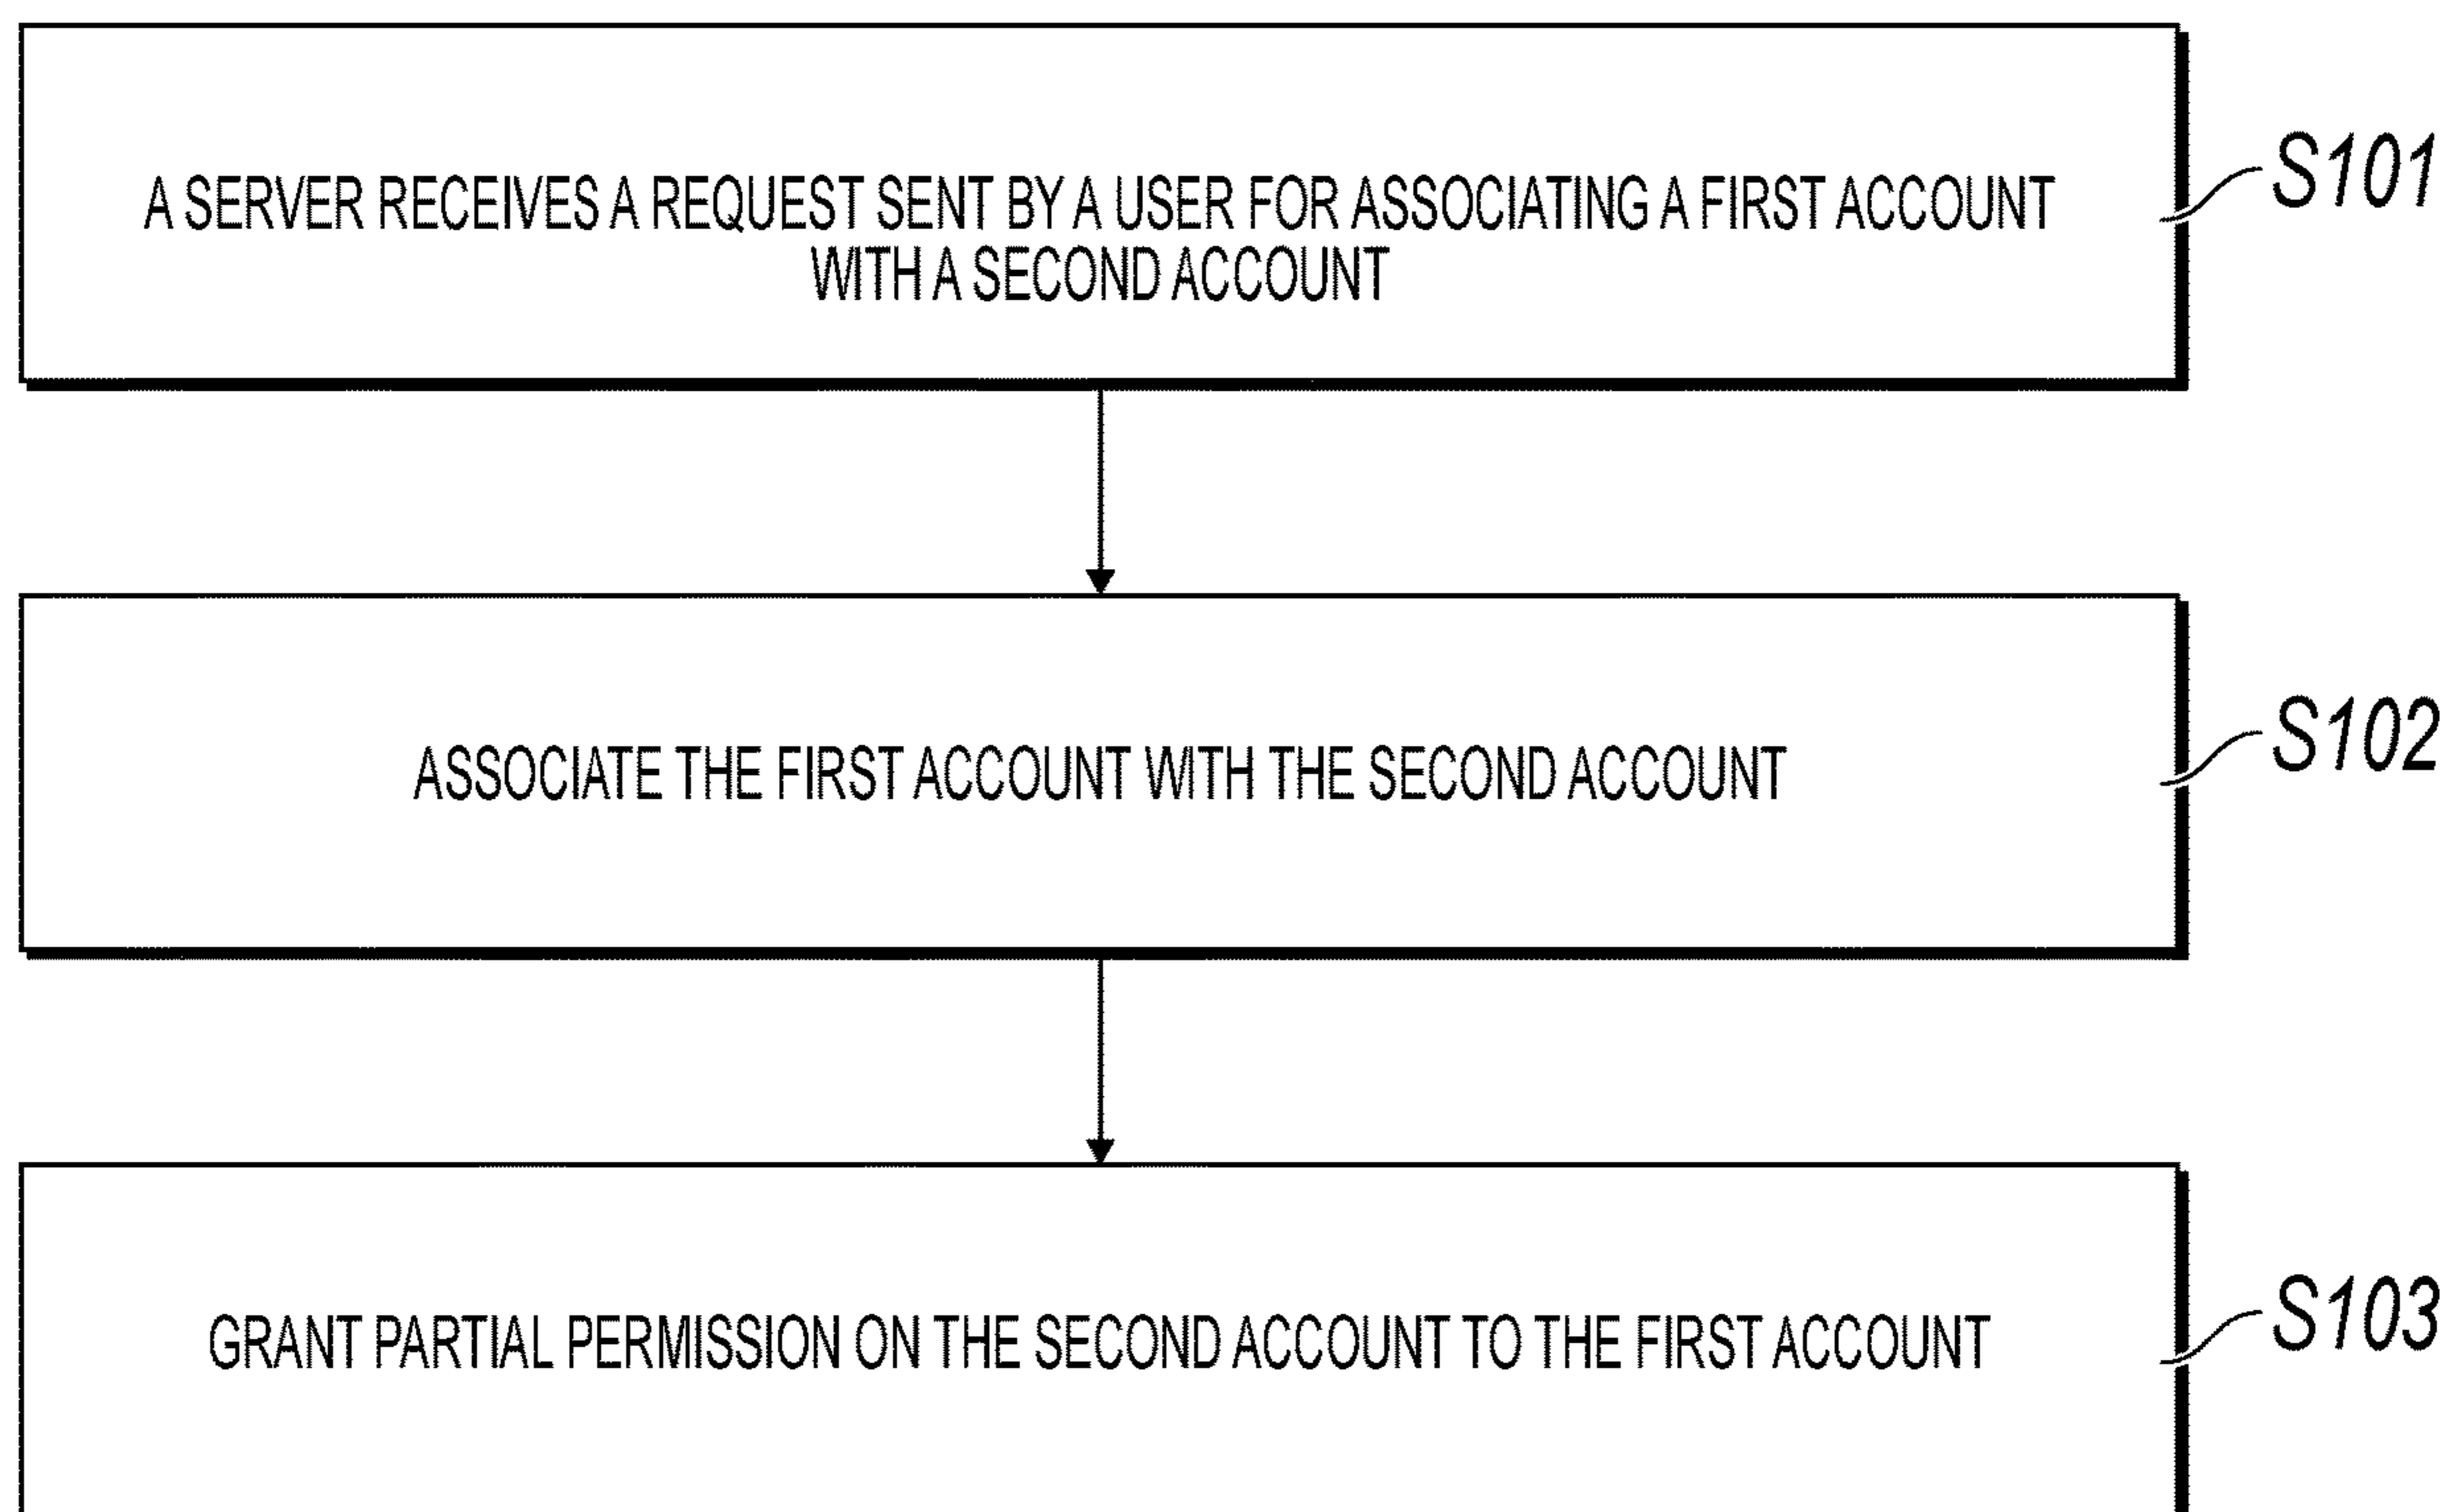 A SERVER RECEIVES A REQUEST SENT BY A USER FOR ASSOCIATING A FIRST ACCOUNT
WITH A SECOND ACCOUNT
S101
ASSOCIATE THE FIRST ACCOUNT WITH THE SECOND ACCOUNT
S102
GRANT PARTIAL PERMISSION ON THE SECOND ACCOUNT TO THE FIRST ACCOUNT
S103